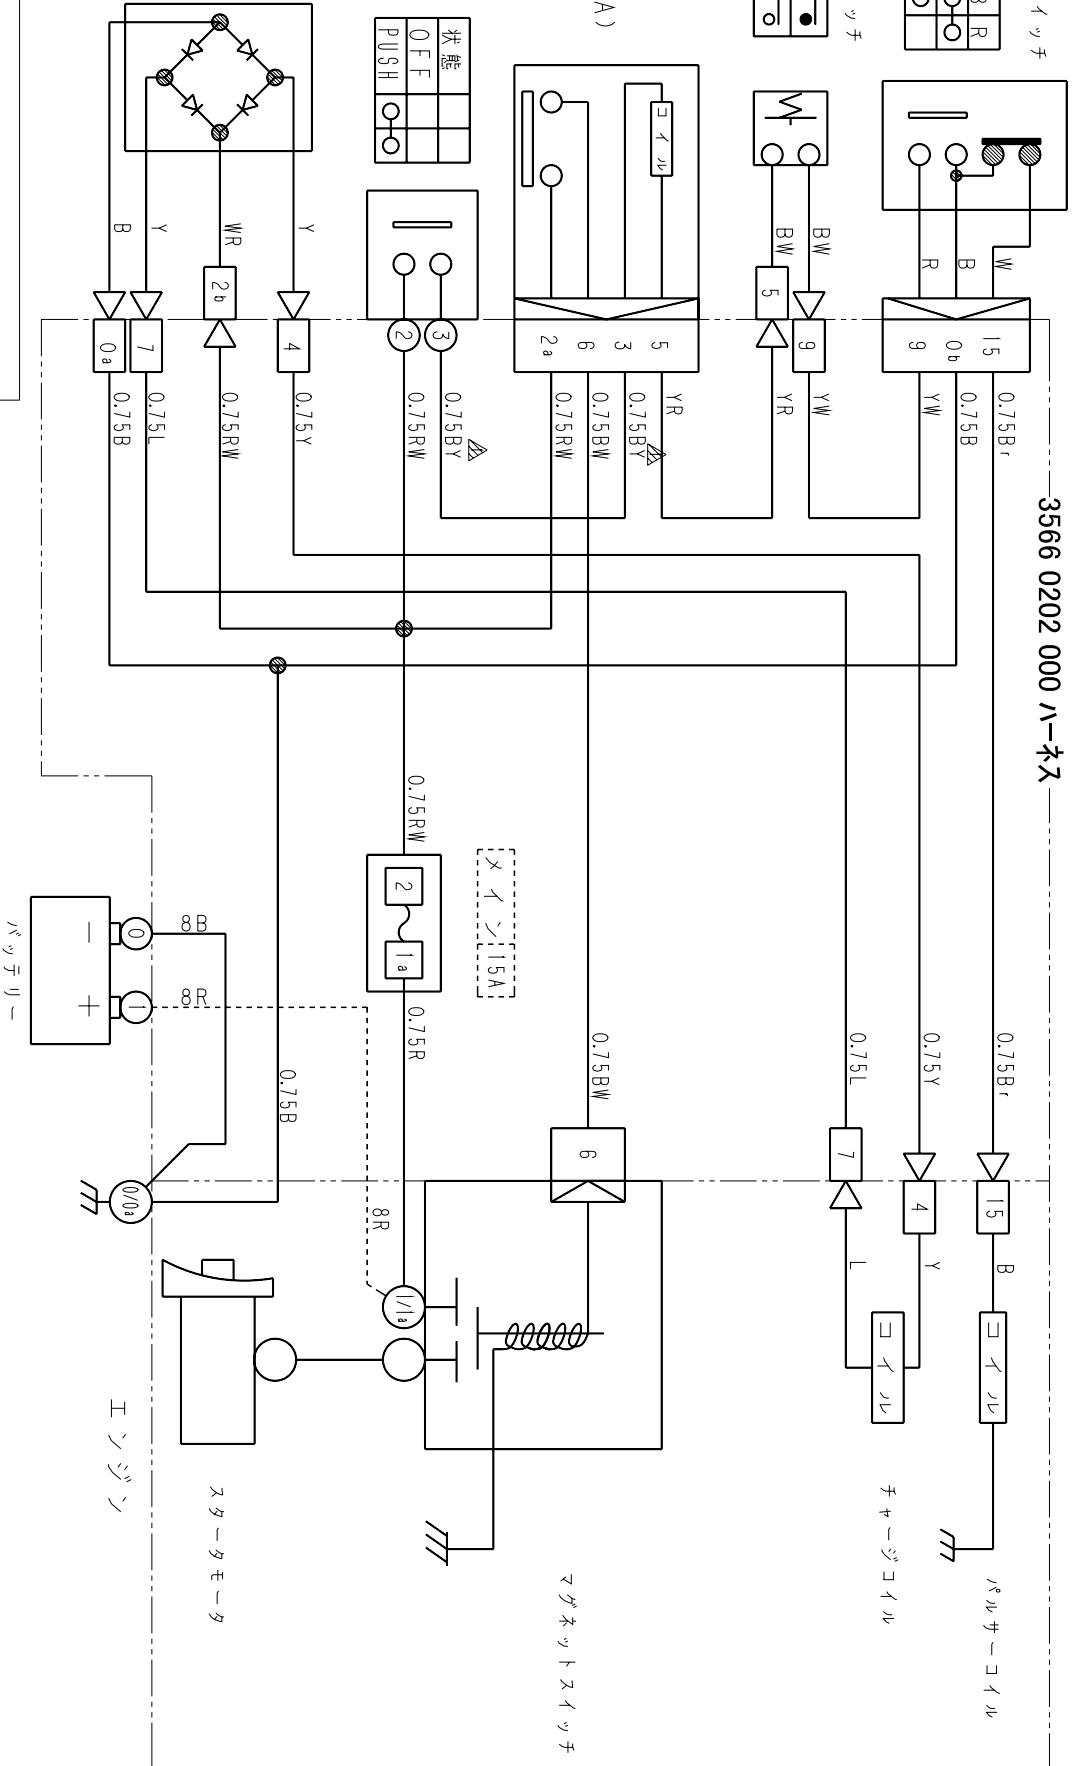 3566 0202 000 ハーネス
イッチ
R
ッチ
A)
状態
OFF
PUSH
コイル
W
B
R
15
0b
9
0.75Br
0.75B
YW
BW
BW
9
5
YW
YR
5
3
6
2a
YR
0.75BY
0.75BW
0.75RW
3
2
0.75BY
0.75RW
Y
WR
Y
B
4
2b
7
0a
0.75Y
0.75RW
0.75L
0.75B
メイン 15A
0.75RW
2
1a
0.75R
0.75Br
0.75Y
0.75L
0.75BW
0.75B
8B
8R
8R
−
+
0
1
バッテリー
0/0a
1/1a
6
7
4
15
B
Y
L
コイル
コイル
パルサーコイル
チャージコイル
マグネットスイッチ
スタータモータ
エンジン